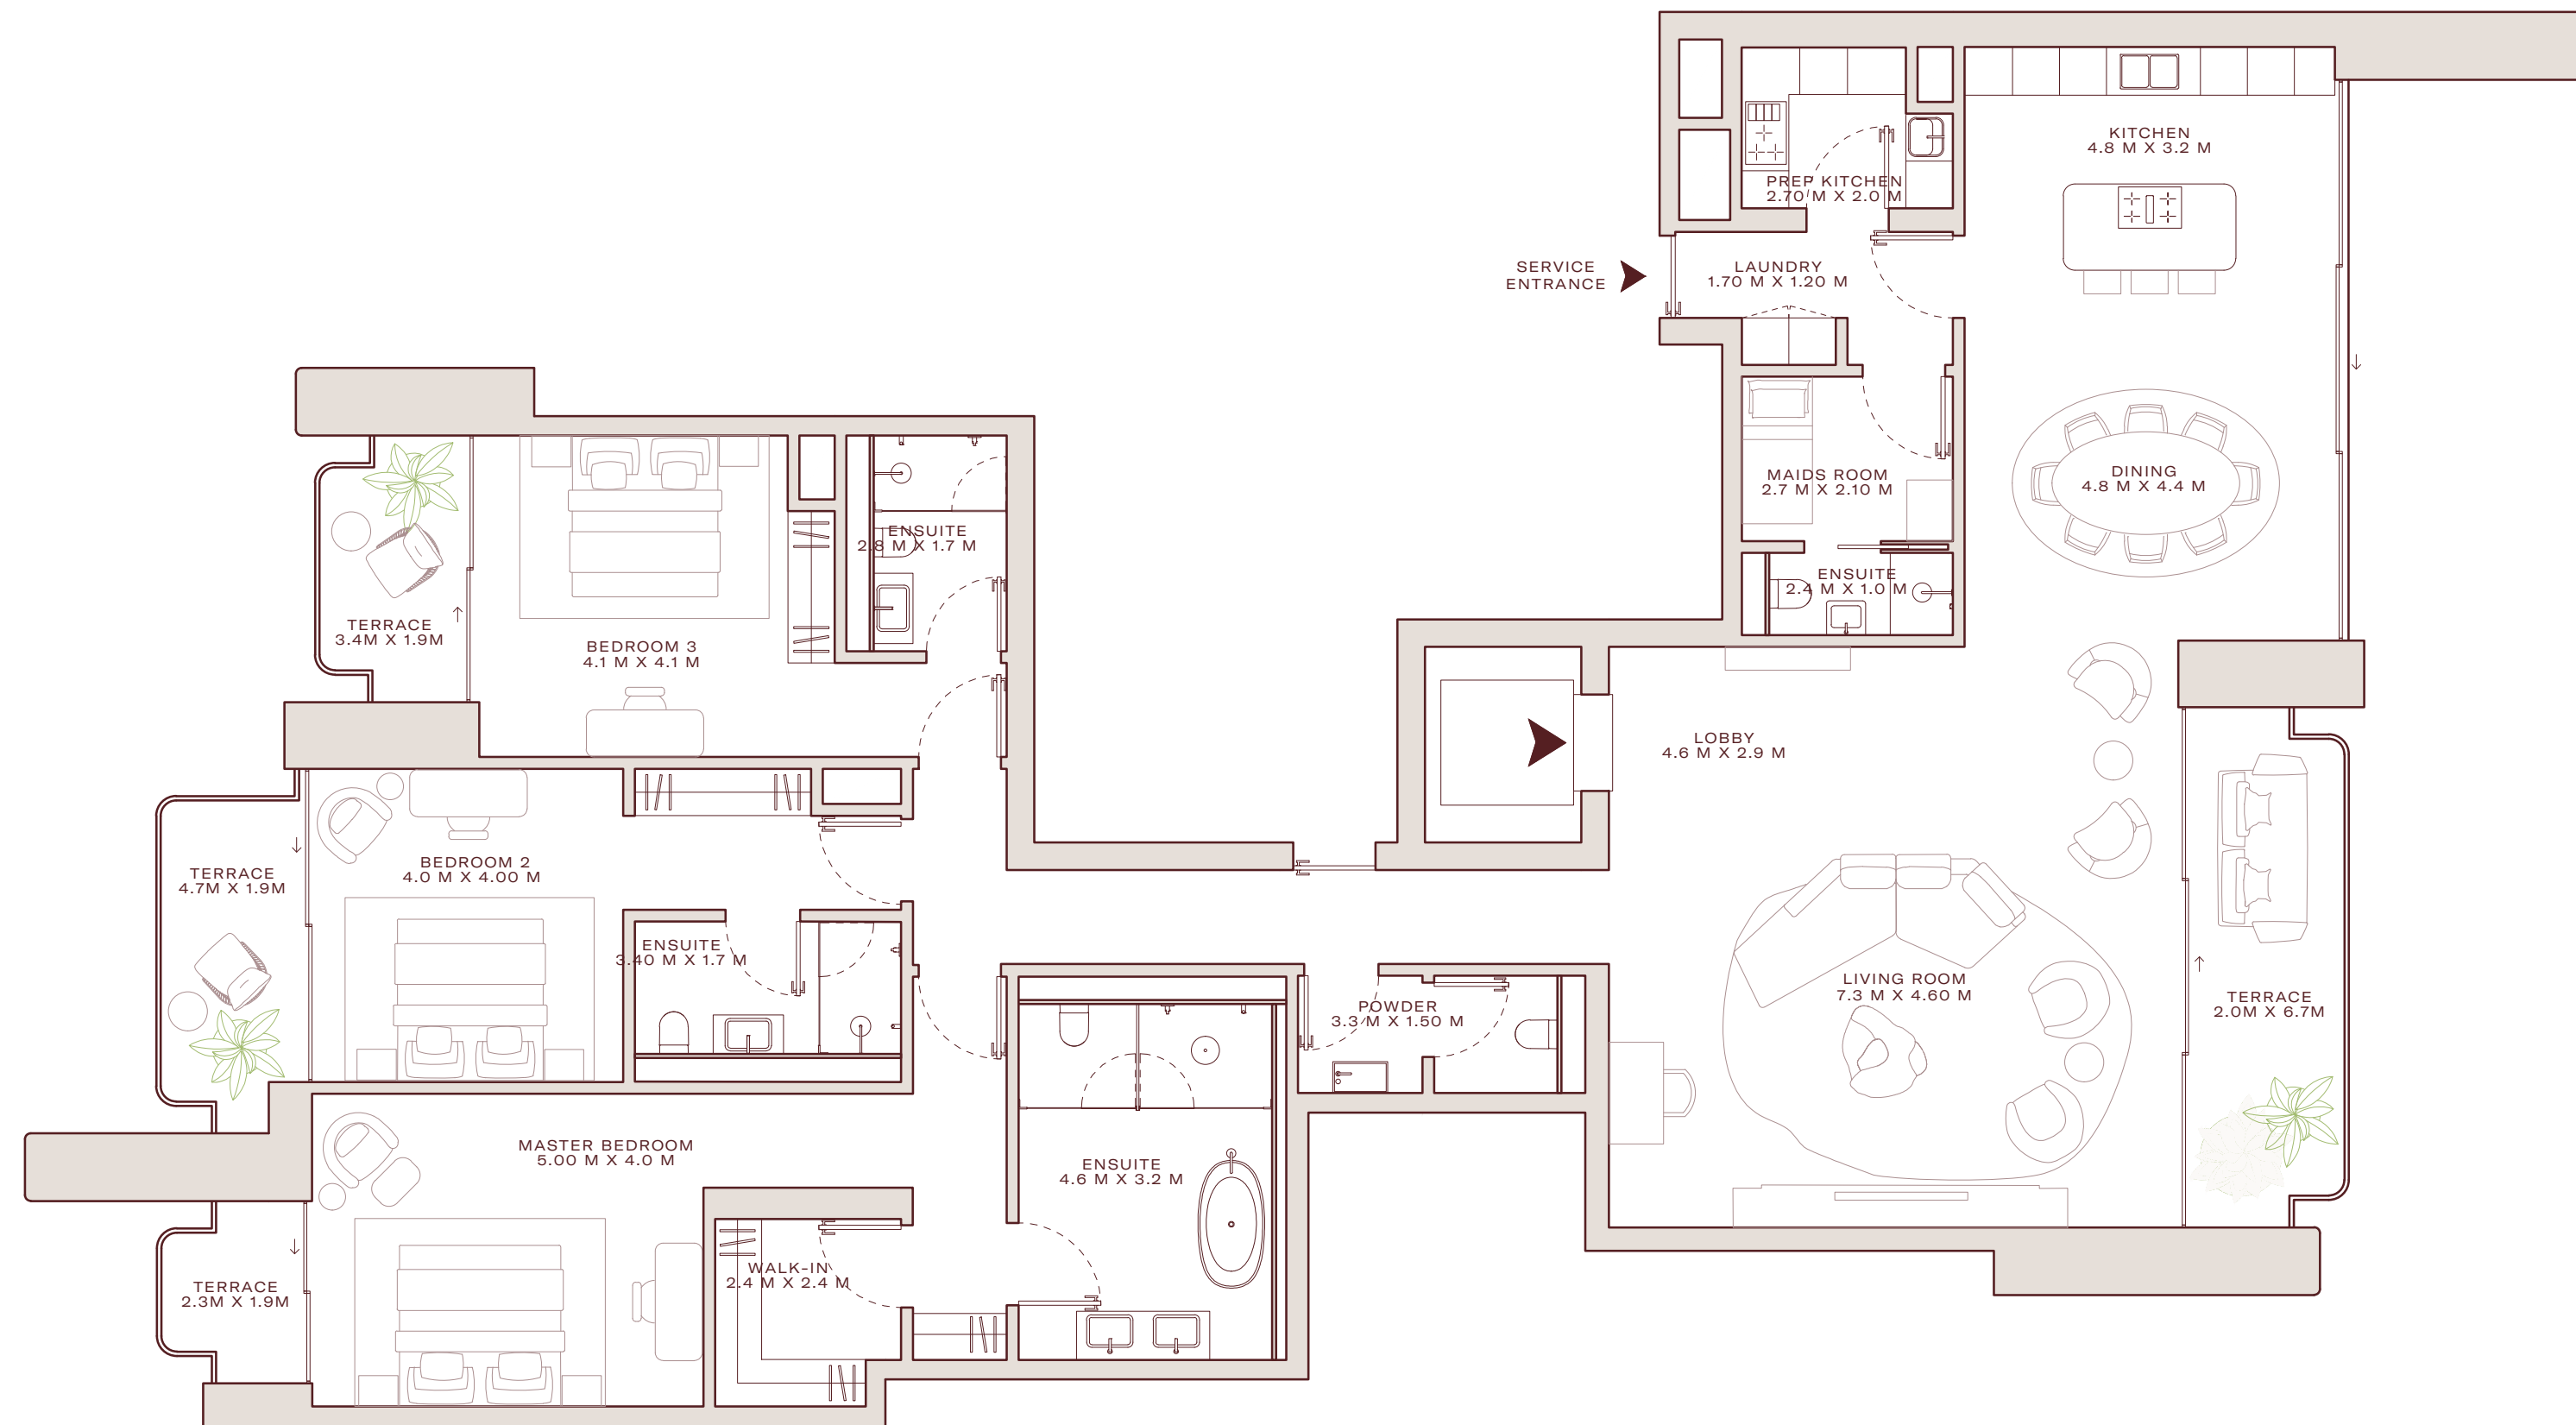 KITCHEN
4.8 M X 3.2 M
PREP KITCHEN
2.70 M X 2.0 M
SERVICE
ENTRANCE
LAUNDRY
1.70 M X 1.20 M
MAIDS ROOM
2.7 M X 2.10 M
DINING
4.8 M X 4.4 M
ENSUITE
2.8 M X 1.7 M
ENSUITE
2.4 M X 1.0 M
TERRACE
3.4M X 1.9M
BEDROOM 3
4.1 M X 4.1 M
LOBBY
4.6 M X 2.9 M
TERRACE
4.7M X 1.9M
BEDROOM 2
4.0 M X 4.00 M
ENSUITE
3.40 M X 1.7 M
POWDER
3.3 M X 1.50 M
LIVING ROOM
7.3 M X 4.60 M
TERRACE
2.0M X 6.7M
MASTER BEDROOM
5.00 M X 4.0 M
ENSUITE
4.6 M X 3.2 M
WALK-IN
2.4 M X 2.4 M
TERRACE
2.3M X 1.9M